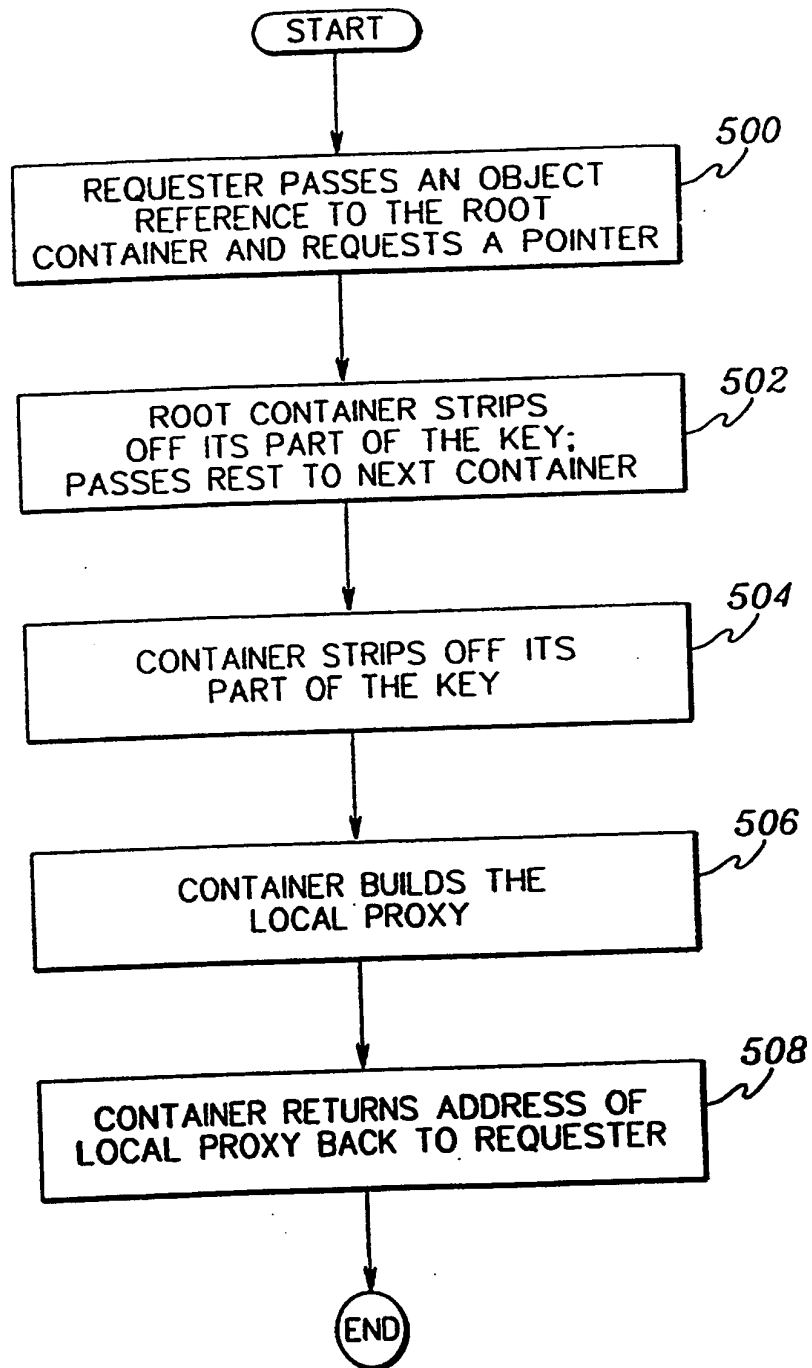 START
500
REQUESTER PASSES AN OBJECT
REFERENCE TO THE ROOT
CONTAINER AND REQUESTS A POINTER
502
ROOT CONTAINER STRIPS
OFF ITS PART OF THE KEY;
PASSES REST TO NEXT CONTAINER
504
CONTAINER STRIPS OFF ITS
PART OF THE KEY
506
CONTAINER BUILDS THE
LOCAL PROXY
508
CONTAINER RETURNS ADDRESS OF
LOCAL PROXY BACK TO REQUESTER
END